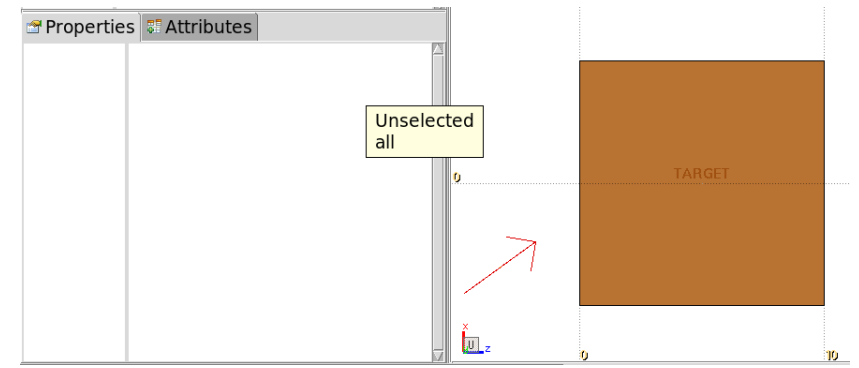 Properties Attributes
Unselected
all
TARGET
0
x
U z
0 10